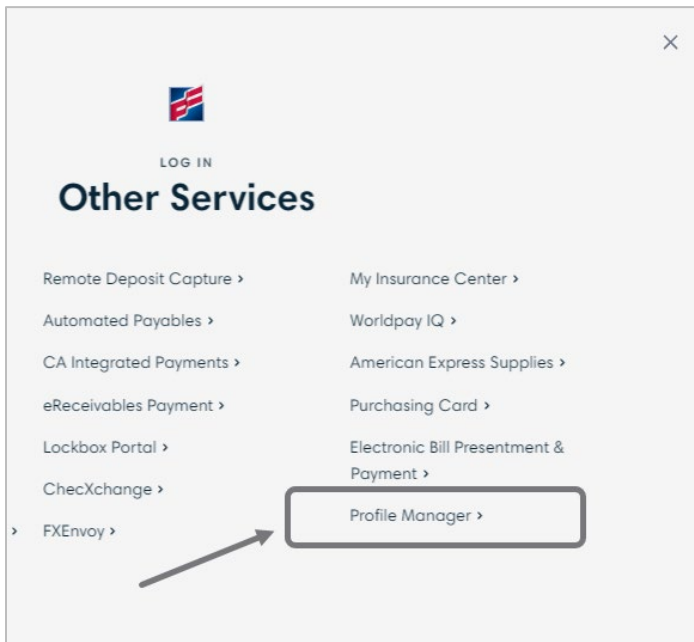 LOG IN
Other Services
Remote Deposit Capture >
Automated Payables >
CA Integrated Payments >
eReceivables Payment >
Lockbox Portal >
ChecXchange >
FXEnvoy >
My Insurance Center >
Worldpay IQ >
American Express Supplies >
Purchasing Card >
Electronic Bill Presentment &
Payment >
Profile Manager >